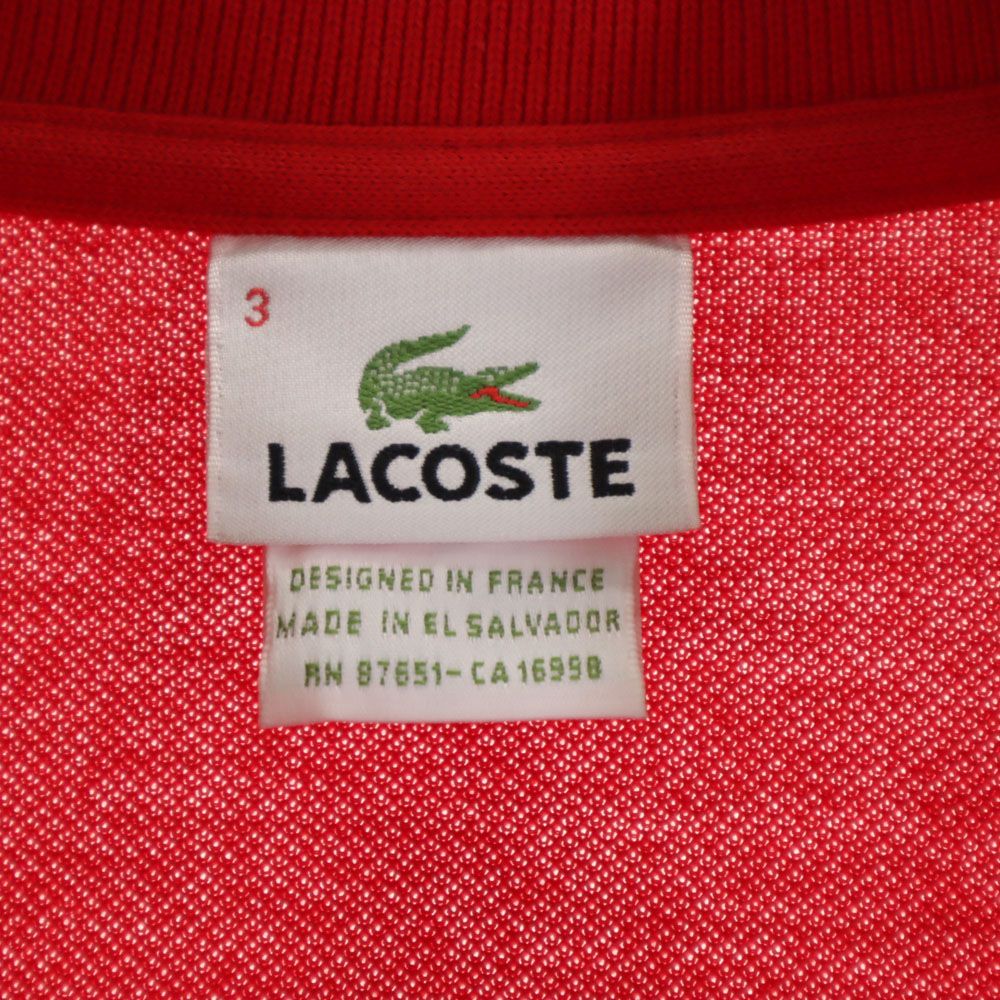 3
LACOSTE
DESIGNED IN FRANCE
MADE IN EL SALVADOR
RN 87651-CA 16998